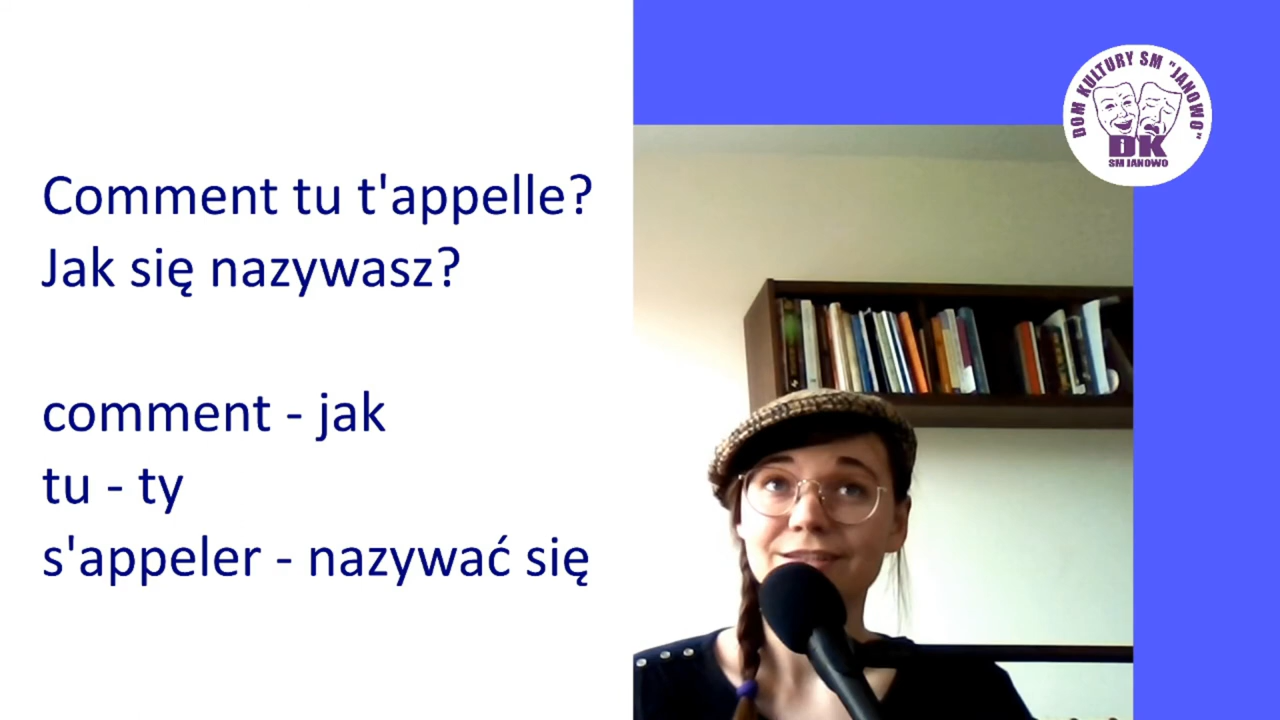 Comment tu t'appelle?
Jak się nazywasz?
comment - jak
tu - ty
s'appeler - nazywać się
DOM KULTURY SM "JANOWO"
DK
SM JANOWO